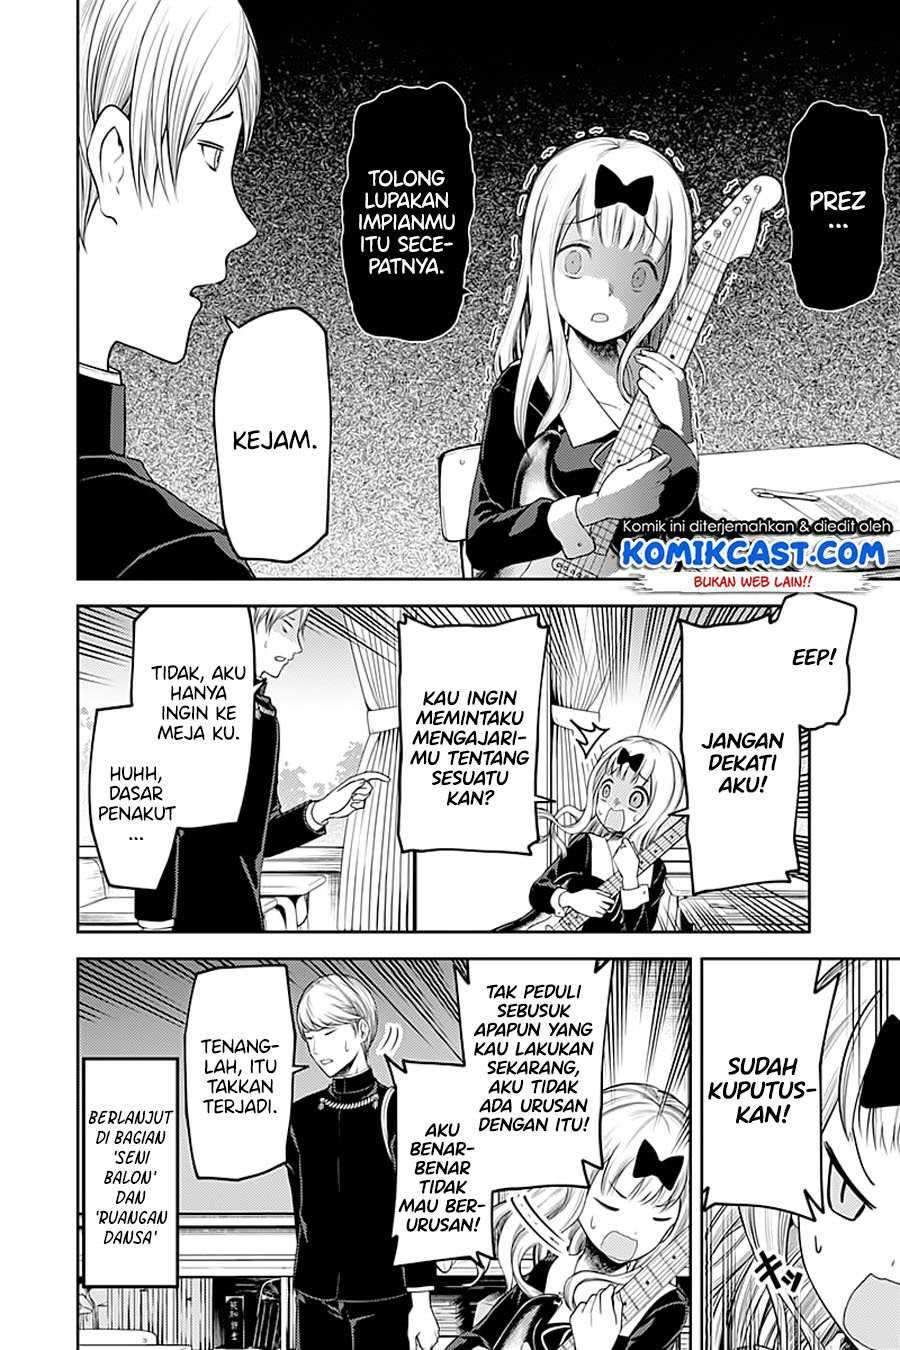 PREZ
...
TOLONG
LUPAKAN
IMPIANMU
ITU SECE-
PATNYA.
KEJAM.
Komik ini diterjemahkan & diedit oleh
KOMIKCAST.COM
BUKAN WEB LAIN!!
EEP!
JANGAN
DEKATI
AKU!
KAU INGIN
MEMINTAKU
MENGAJARI-
MU TENTANG
SESUATU
KAN?
TIDAK, AKU
HANYA
INGIN KE
MEJA KU.
HUHH,
DASAR
PENAKUT
...
SUDAH
KUPUTUS-
KAN!
TAK PEDULI
SEBUSUK
APAPUN YANG
KAU LAKUKAN
SEKARANG,
AKU TIDAK
ADA URUSAN
DENGAN ITU!
AKU
BENAR-
BENAR
TIDAK
MAU BER-
URUSAN!
TENANG-
LAH, ITU
TAKKAN
TERJADI.
BERLANJUT
DI BAGIAN
'SENI
BALON'
DAN
'RUANGAN
DANSA'